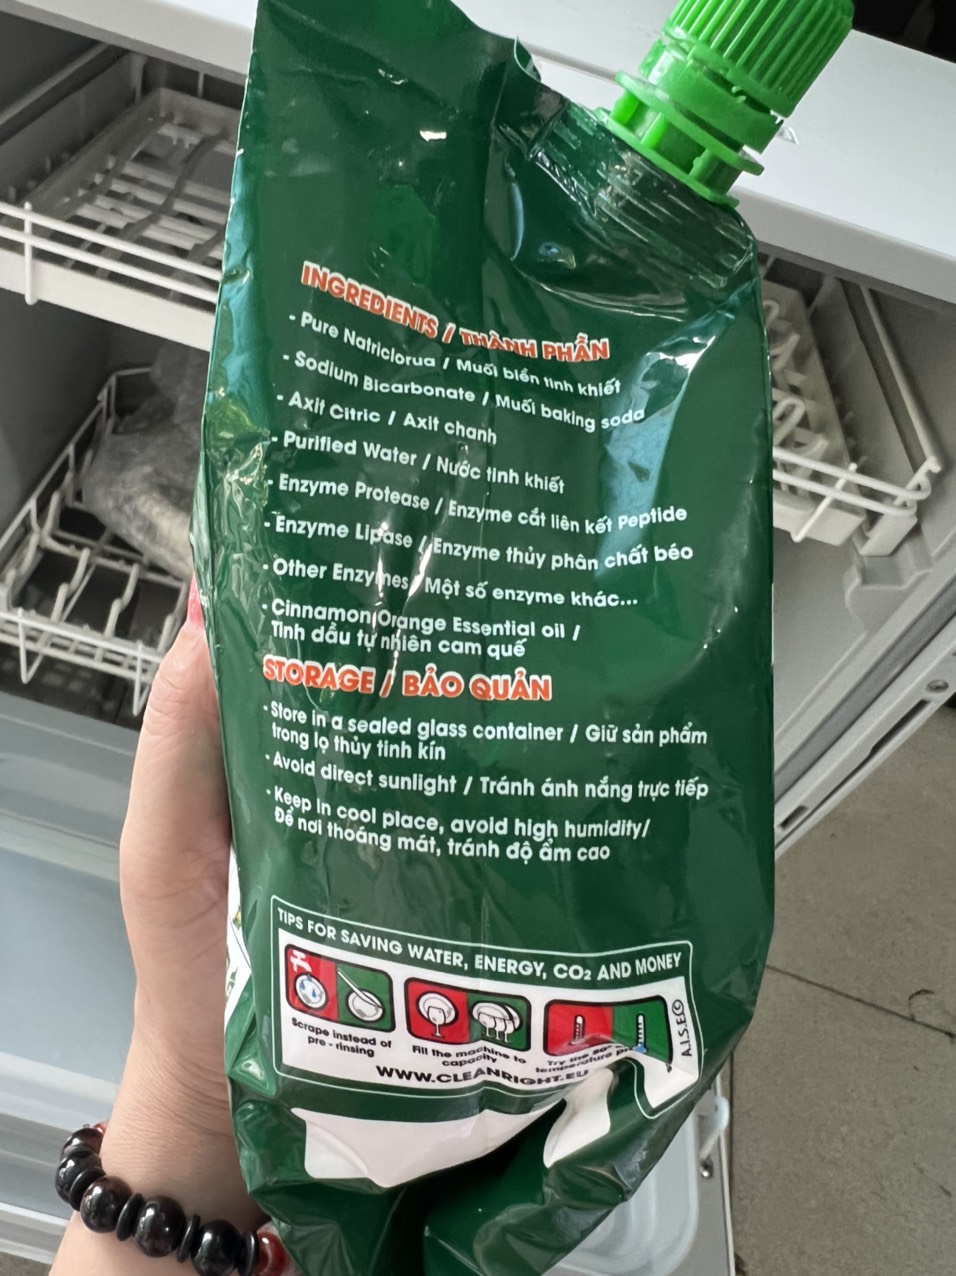 INGREDIENTS / THÀNH PHẦN
- Pure Natriclorua / Muối biển tinh khiết
- Sodium Bicarbonate / Muối baking soda
- Axit Citric / Axit chanh
- Purified Water / Nước tinh khiết
- Enzyme Protease / Enzyme cắt liên kết Peptide
- Enzyme Lipase / Enzyme thủy phân chất béo
- Other Enzymes / Một số enzyme khác...
- Cinnamon Orange Essential oil /
Tinh dầu tự nhiên cam quế
STORAGE / BẢO QUẢN
- Store in a sealed glass container / Giữ sản phẩm
trong lọ thủy tinh kín
- Avoid direct sunlight / Tránh ánh nắng trực tiếp
- Keep in cool place, avoid high humidity/
Để nơi thoáng mát, tránh độ ẩm cao
TIPS FOR SAVING WATER, ENERGY, CO2 AND MONEY
Scrape instead of
pre - rinsing
Fill the machine to
capacity
Try the
temperature
WWW.CLEANRIGHT.EU
A.I.S.E.©